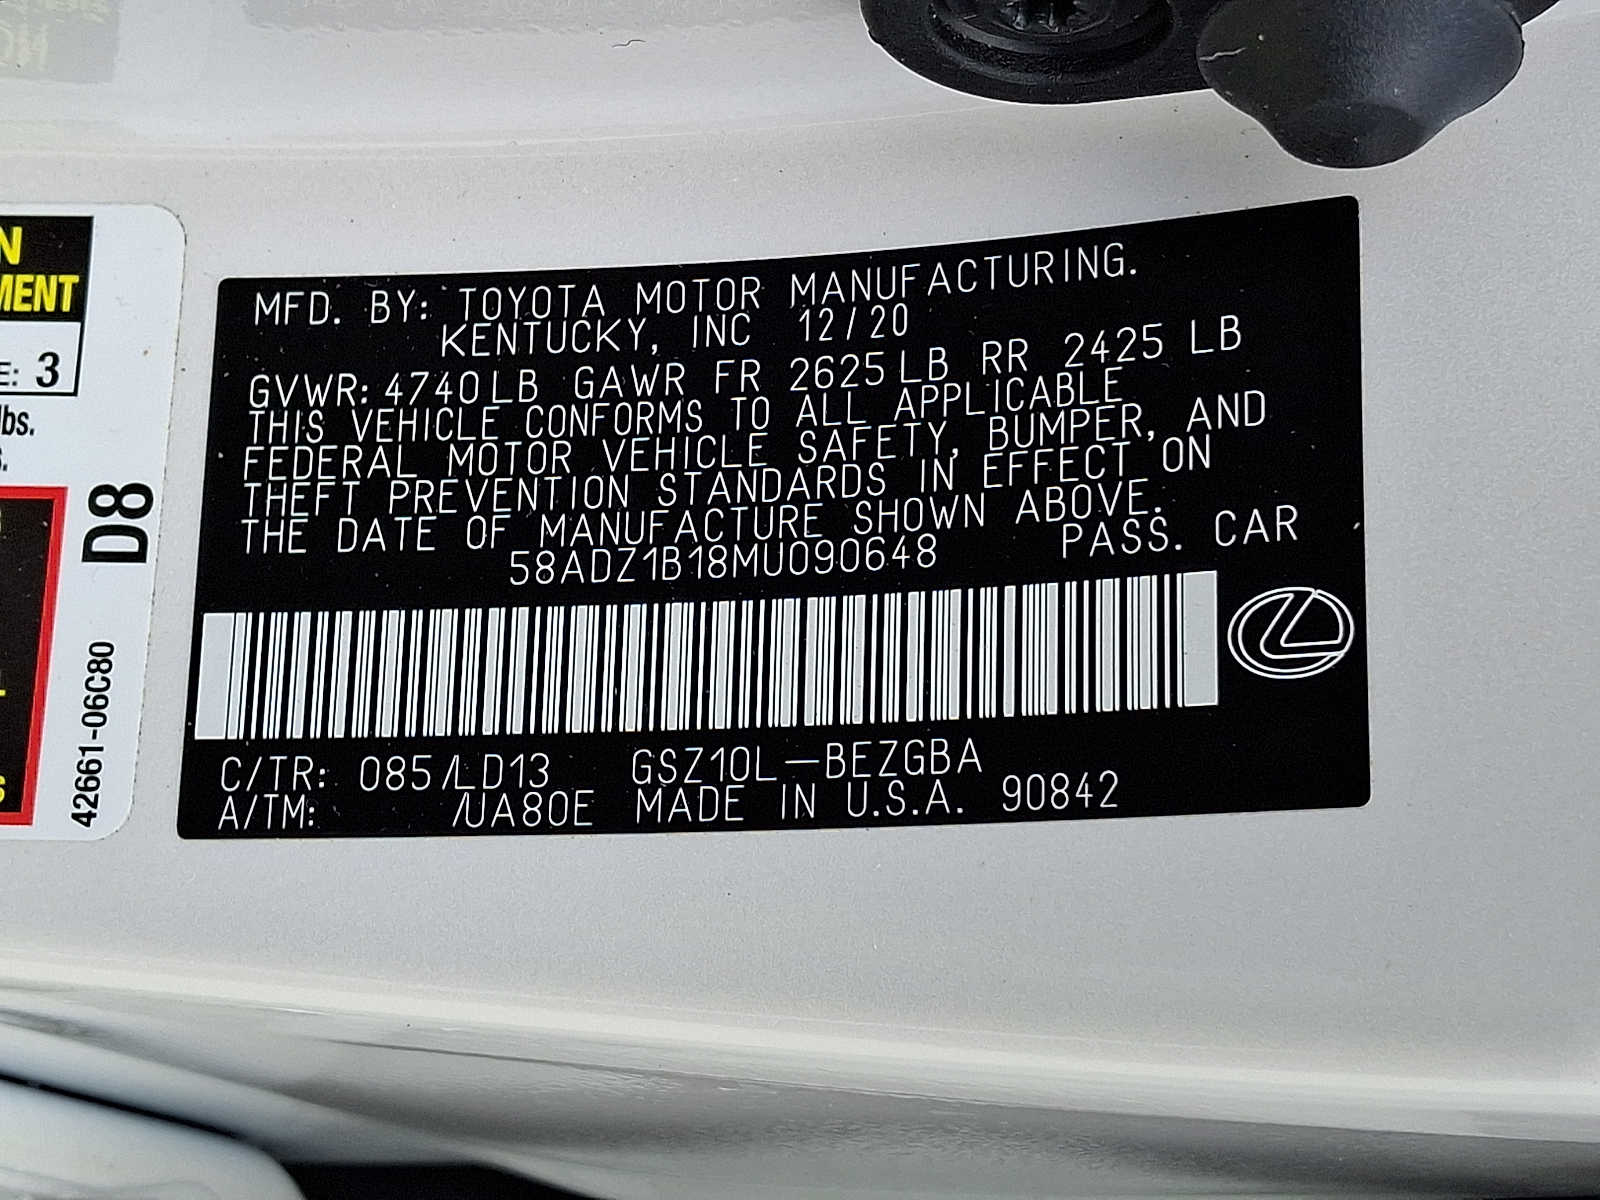 MFD. BY: TOYOTA MOTOR MANUFACTURING.
KENTUCKY, INC 12/20
GVWR: 4740LB GAWR FR 2625LB RR 2425 LB
THIS VEHICLE CONFORMS TO ALL APPLICABLE
FEDERAL MOTOR VEHICLE SAFETY, BUMPER, AND
THEFT PREVENTION STANDARDS IN EFFECT ON
THE DATE OF MANUFACTURE SHOWN ABOVE.
58ADZ1B18MU090648 PASS. CAR
C/TR: 085/LD13 GSZ10L-BEZGBA
A/TM: /UA80E MADE IN U.S.A. 90842
N
MENT
E: 3
lbs.
D8
42661-06C80